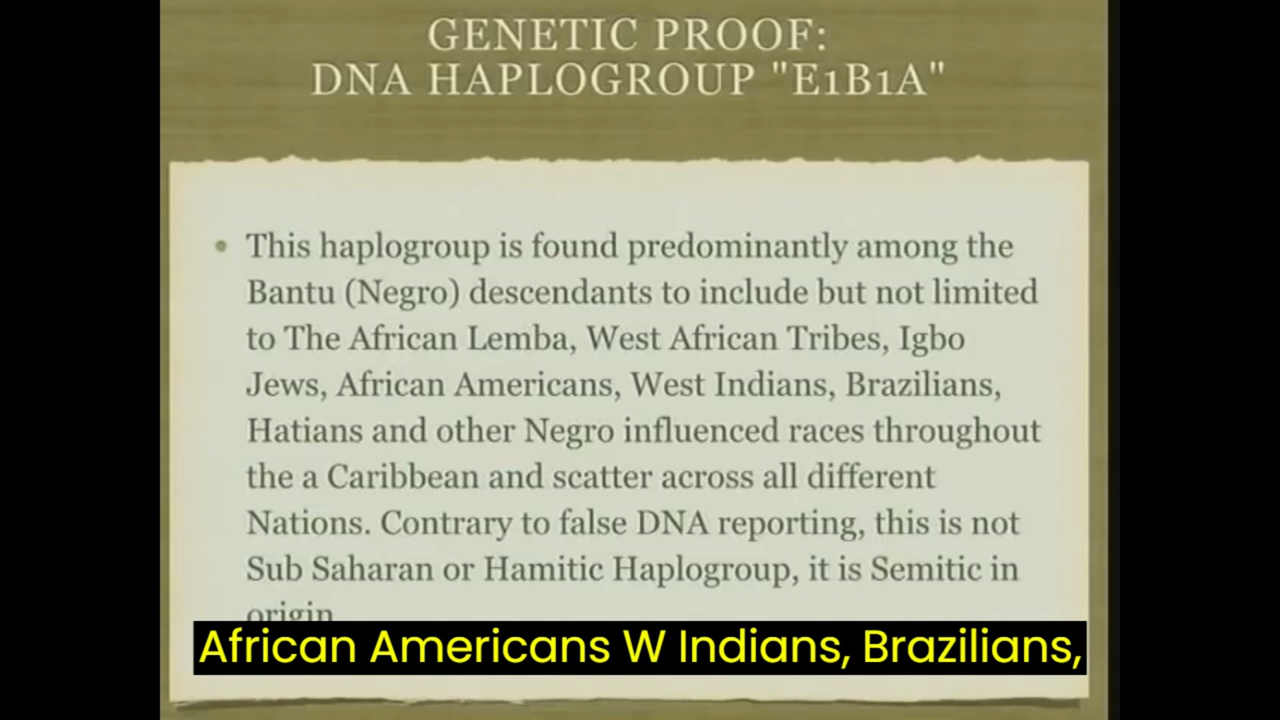 GENETIC PROOF:
DNA HAPLOGROUP "E1B1A"
• This haplogroup is found predominantly among the
Bantu (Negro) descendants to include but not limited
to The African Lemba, West African Tribes, Igbo
Jews, African Americans, West Indians, Brazilians,
Hatians and other Negro influenced races throughout
the a Caribbean and scatter across all different
Nations. Contrary to false DNA reporting, this is not
Sub Saharan or Hamitic Haplogroup, it is Semitic in
origin
African Americans W Indians, Brazilians,